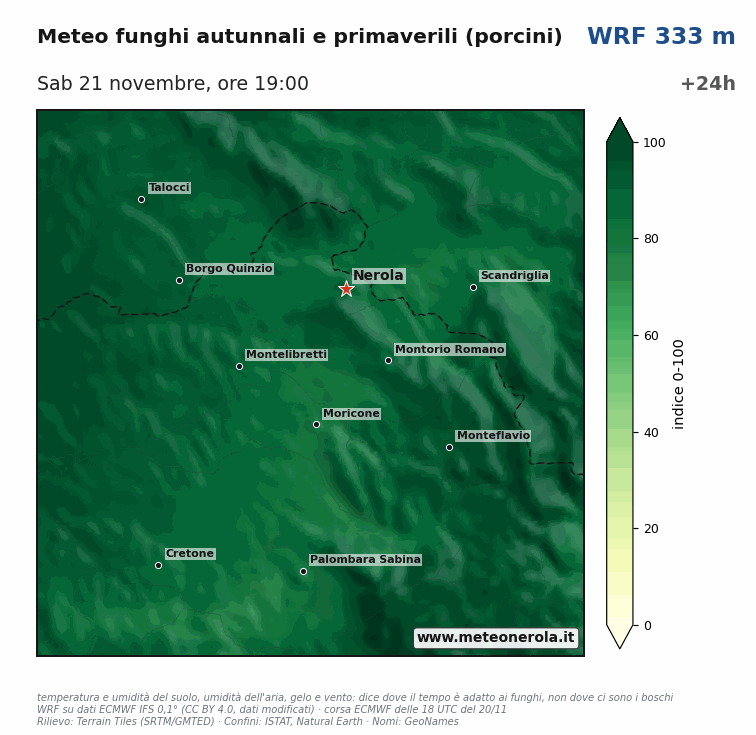 Meteo funghi autunnali e primaverili (porcini) WRF 333 m
Sab 21 novembre, ore 19:00 +24h
Talocci
Borgo Quinzio
Nerola
Scandriglia
Montelibretti
Montorio Romano
Moricone
Monteflavio
Cretone
Palombara Sabina
www.meteonerola.it
100
80
60
40
20
0
indice 0-100
temperatura e umidità del suolo, umidità dell'aria, gelo e vento: dice dove il tempo è adatto ai funghi, non dove ci sono i boschi
WRF su dati ECMWF IFS 0,1° (CC BY 4.0, dati modificati) · corsa ECMWF delle 18 UTC del 20/11
Rilievo: Terrain Tiles (SRTM/GMTED) · Confini: ISTAT, Natural Earth · Nomi: GeoNames